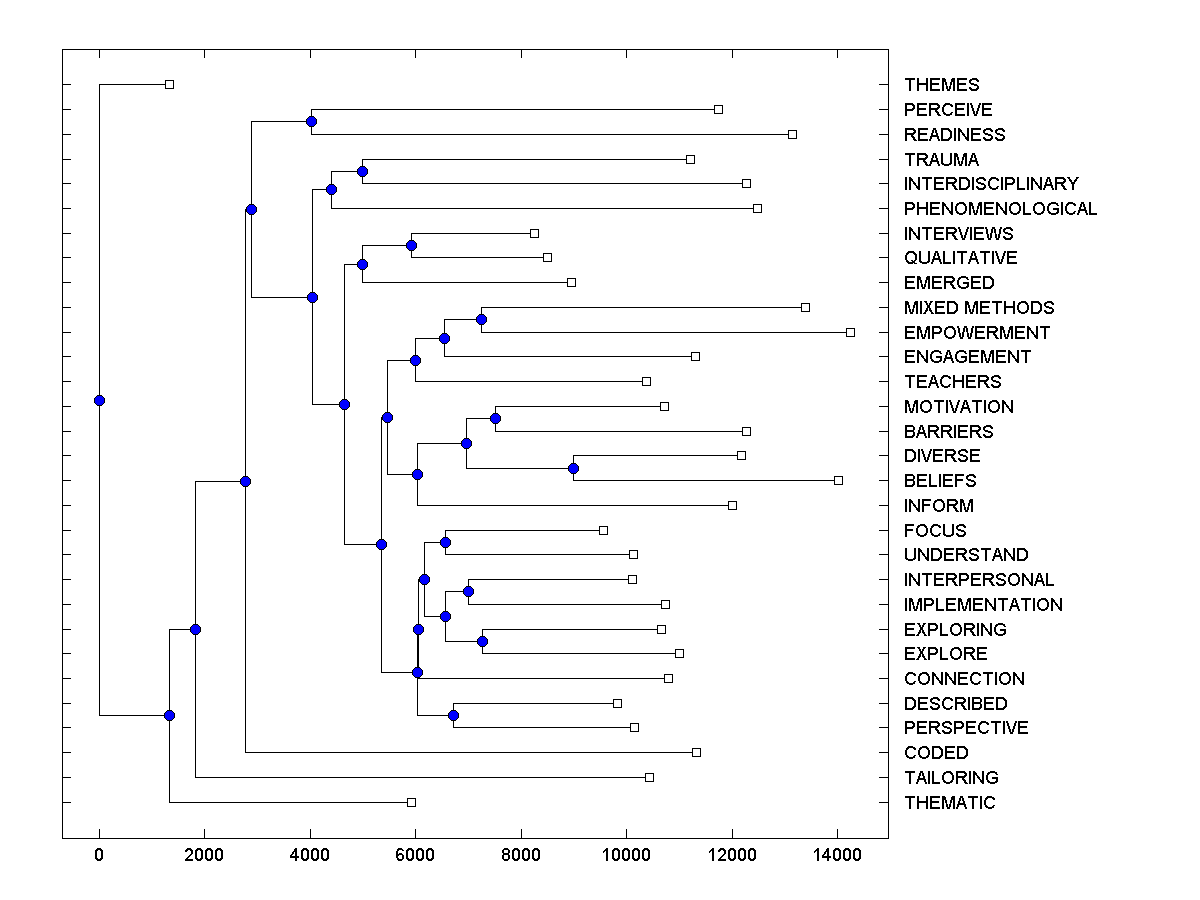 THEMES
PERCEIVE
READINESS
TRAUMA
INTERDISCIPLINARY
PHENOMENOLOGICAL
INTERVIEWS
QUALITATIVE
EMERGED
MIXED METHODS
EMPOWERMENT
ENGAGEMENT
TEACHERS
MOTIVATION
BARRIERS
DIVERSE
BELIEFS
INFORM
FOCUS
UNDERSTAND
INTERPERSONAL
IMPLEMENTATION
EXPLORING
EXPLORE
CONNECTION
DESCRIBED
PERSPECTIVE
CODED
TAILORING
THEMATIC
0 2000 4000 6000 8000 10000 12000 14000